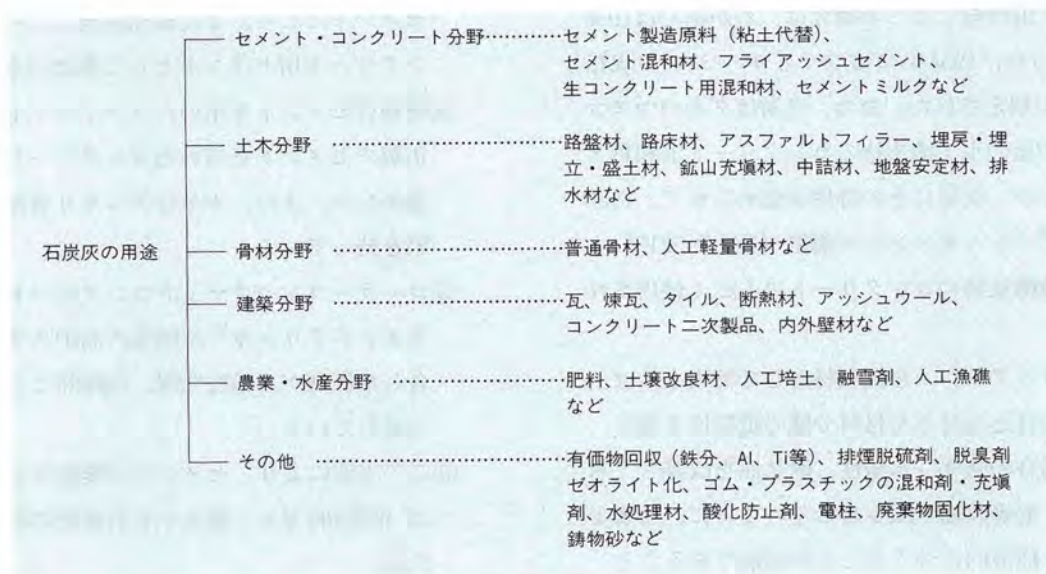 セメント・コンクリート分野…………セメント製造原料（粘土代替）、
セメント混和材、フライアッシュセメント、
生コンクリート用混和材、セメントミルクなど
土木分野…………路盤材、路床材、アスファルトフィラー、埋戻・埋
立・盛土材、鉱山充塡材、中詰材、地盤安定材、排
水材など
石炭灰の用途
骨材分野…………普通骨材、人工軽量骨材など
建築分野…………瓦、煉瓦、タイル、断熱材、アッシュウール、
コンクリート二次製品、内外壁材など
農業・水産分野…………肥料、土壌改良材、人工培土、融雪剤、人工漁礁
など
その他…………有価物回収（鉄分、Al、Ti等）、排煙脱硫剤、脱臭剤
ゼオライト化、ゴム・プラスチックの混和剤・充塡
剤、水処理材、酸化防止剤、電柱、廃棄物固化材、
鋳物砂など